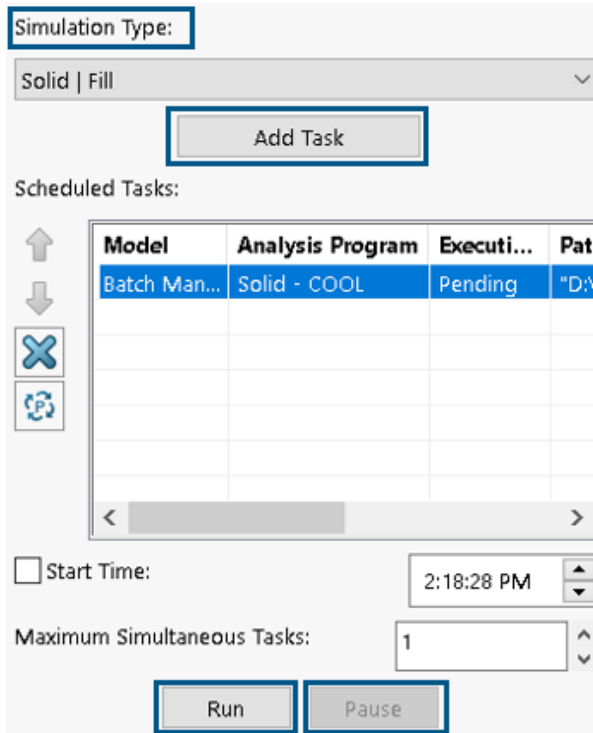 Simulation Type:
Solid | Fill
Add Task
Scheduled Tasks:
Model Analysis Program Executi... Pat
Batch Man... Solid - COOL Pending "D:\
Start Time: 2:18:28 PM
Maximum Simultaneous Tasks: 1
Run Pause